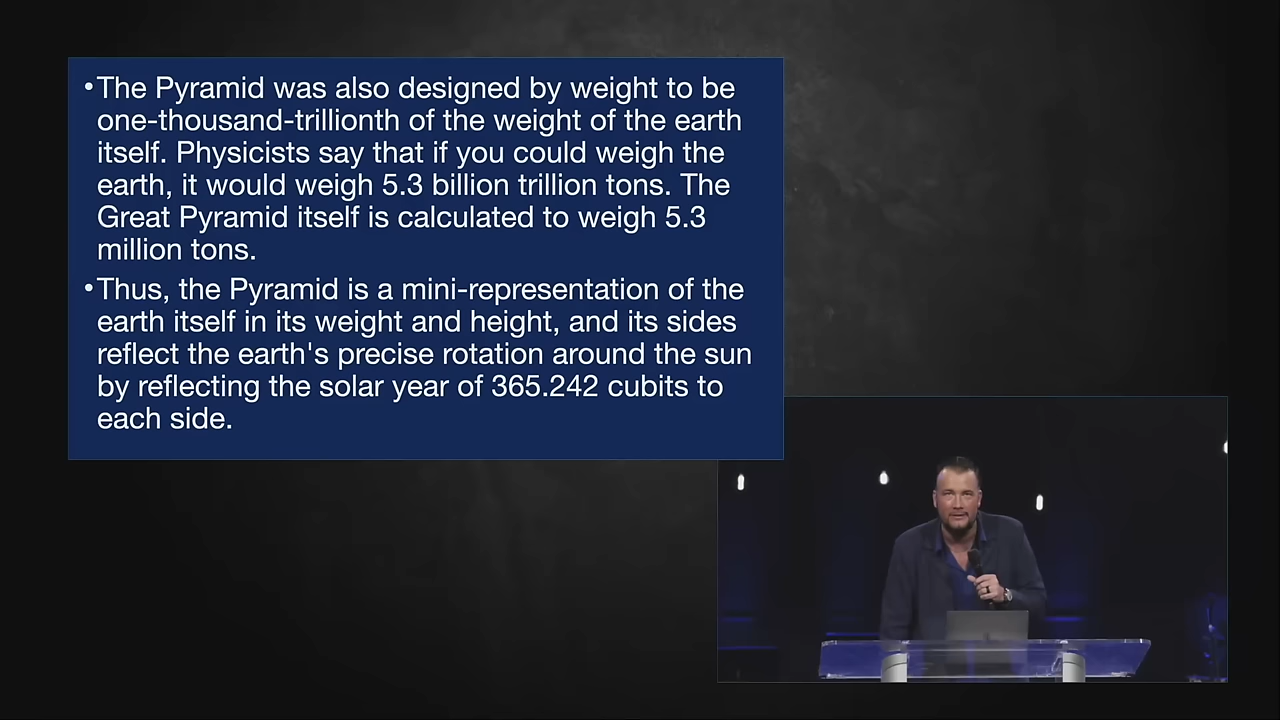 •The Pyramid was also designed by weight to be
one-thousand-trillionth of the weight of the earth
itself. Physicists say that if you could weigh the
earth, it would weigh 5.3 billion trillion tons. The
Great Pyramid itself is calculated to weigh 5.3
million tons.
•Thus, the Pyramid is a mini-representation of the
earth itself in its weight and height, and its sides
reflect the earth's precise rotation around the sun
by reflecting the solar year of 365.242 cubits to
each side.